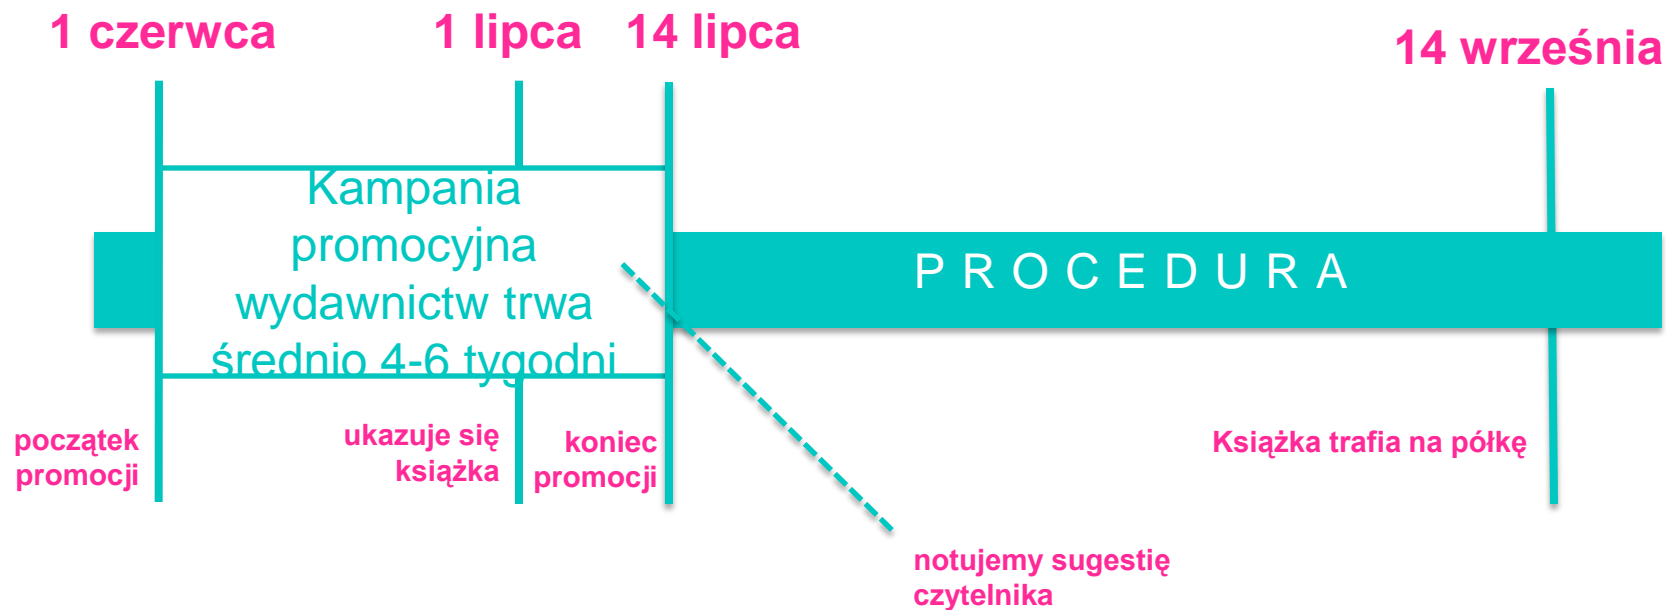 1 czerwca
1 lipca
14 lipca
14 września
Kampania
promocyjna
wydawnictw trwa
średnio 4-6 tygodni
PROCEDURA
początek
promocji
ukazuje się
książka
koniec
promocji
Książka trafia na półkę
notujemy sugestię
czytelnika